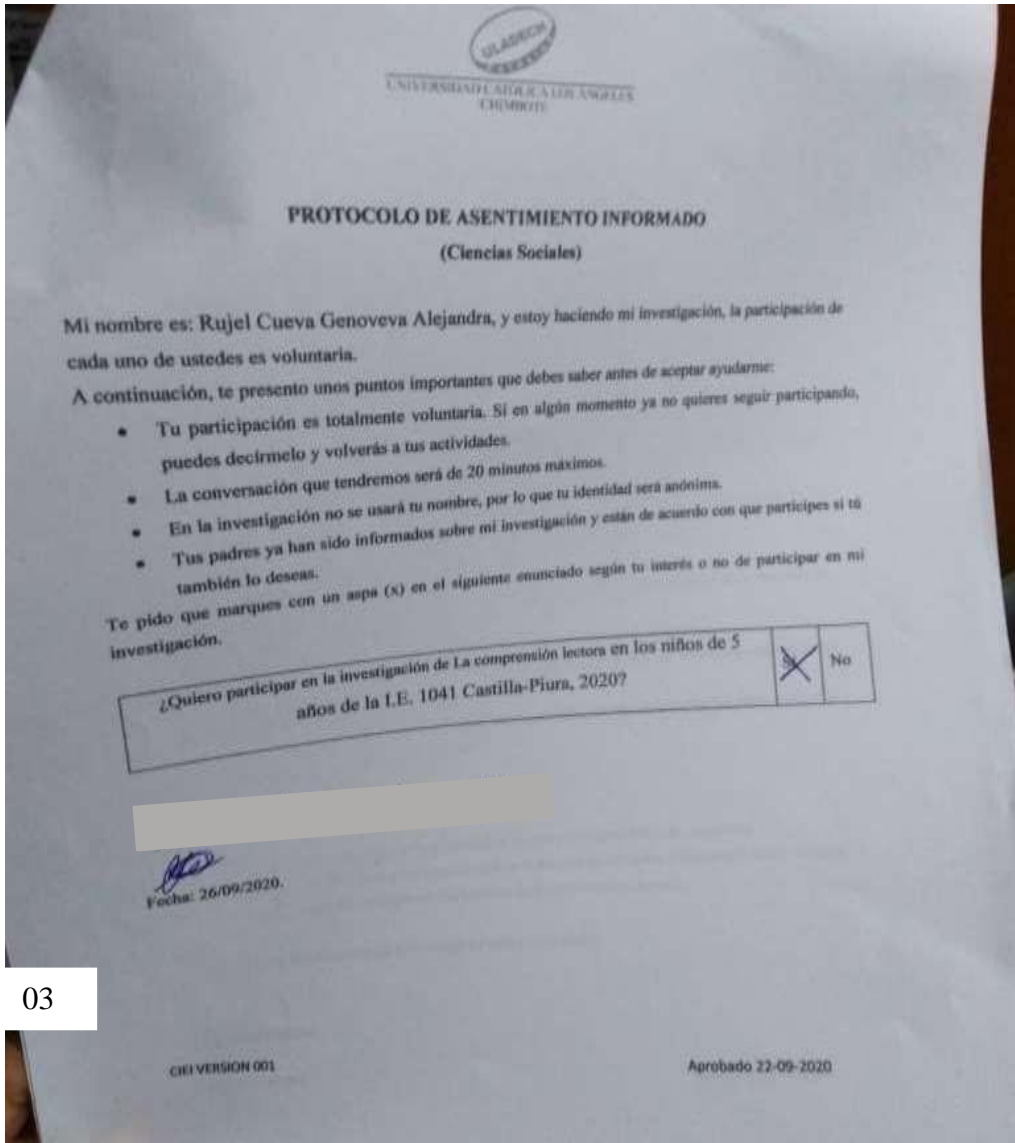 ULADECH
UNIVERSIDAD CATÓLICA LOS ÁNGELES
CHIMBOTE
PROTOCOLO DE ASENTIMIENTO INFORMADO
(Ciencias Sociales)
Mi nombre es: Rujel Cueva Genoveva Alejandra, y estoy haciendo mi investigación, la participación de
cada uno de ustedes es voluntaria.
A continuación, te presento unos puntos importantes que debes saber antes de aceptar ayudarme:
• Tu participación es totalmente voluntaria. Si en algún momento ya no quieres seguir participando,
puedes decírmelo y volverás a tus actividades.
• La conversación que tendremos será de 20 minutos máximos.
• En la investigación no se usará tu nombre, por lo que tu identidad será anónima.
• Tus padres ya han sido informados sobre mi investigación y están de acuerdo con que participes si tú
también lo deseas.
Te pido que marques con un aspa (x) en el siguiente enunciado según tu interés o no de participar en mi
investigación.
¿Quiero participar en la investigación de La comprensión lectora en los niños de 5
años de la I.E. 1041 Castilla-Piura, 2020?
No
Fecha: 26/09/2020.
03
CIEI VERSION 001
Aprobado 22-09-2020